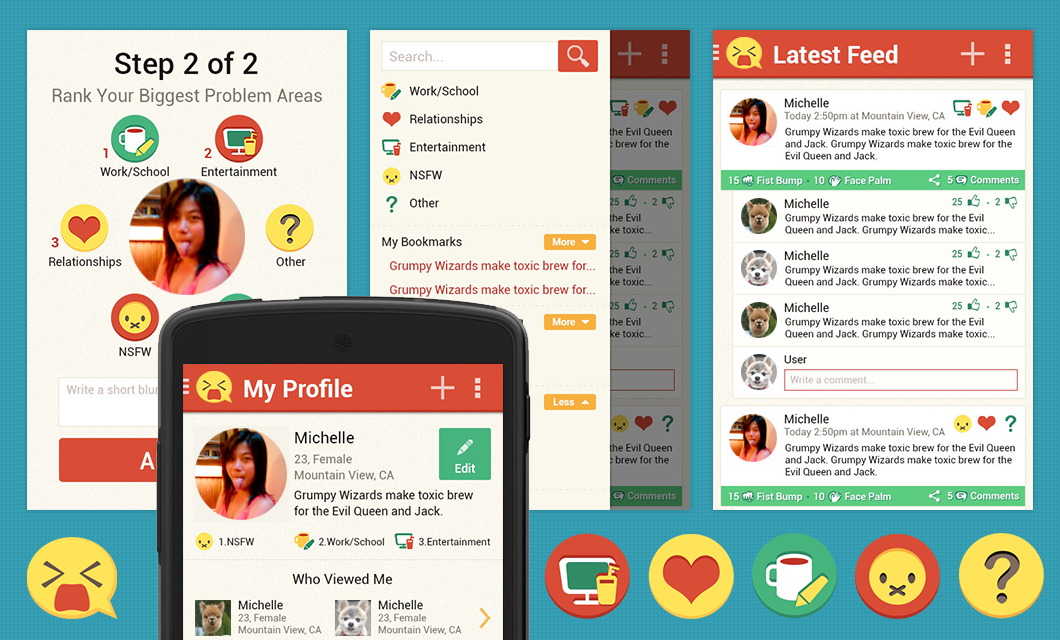 Step 2 of 2
Rank Your Biggest Problem Areas
1
Work/School
2
Entertainment
3
Relationships
?
Other
NSFW
Write a short blur
A
Search...
Work/School
Relationships
Entertainment
NSFW
?
Other
My Bookmarks
More
Grumpy Wizards make toxic brew for...
Grumpy Wizards make toxic brew for...
More
Less
the Evil Queen
c brew for the
Comments
25 · 2
he Evil
c...
25 · 2
he Evil
c...
25 · 2
he Evil
c...
?
the Evil Queen
c brew for the
Comments
Latest Feed
Michelle
Today 2:50pm at Mountain View, CA
Grumpy Wizards make toxic brew for the Evil Queen
and Jack. Grumpy Wizards make toxic brew for the
Evil Queen and Jack.
15 Fist Bump · 10 Face Palm 5 Comments
Michelle 25 · 2
Grumpy Wizards make toxic brew for the Evil
Queen and Jack. Grumpy Wizards make toxic...
Michelle 25 · 2
Grumpy Wizards make toxic brew for the Evil
Queen and Jack. Grumpy Wizards make toxic...
Michelle 25 · 2
Grumpy Wizards make toxic brew for the Evil
Queen and Jack. Grumpy Wizards make toxic...
User
Write a comment...
Michelle ?
Today 2:50pm at Mountain View, CA
Grumpy Wizards make toxic brew for the Evil Queen
and Jack. Grumpy Wizards make toxic brew for the
Evil Queen and Jack.
15 Fist Bump · 10 Face Palm 5 Comments
My Profile
Michelle
23, Female
Mountain View, CA
Grumpy Wizards make toxic brew
for the Evil Queen and Jack.
Edit
1.NSFW 2.Work/School 3.Entertainment
Who Viewed Me
Michelle
23, Female
Mountain View, CA
Michelle
23, Female
Mountain View, CA
?